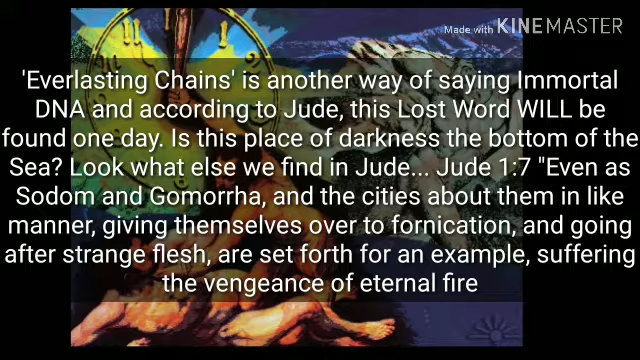 Made with KINEMASTER
'Everlasting Chains' is another way of saying Immortal
DNA and according to Jude, this Lost Word WILL be
found one day. Is this place of darkness the bottom of the
Sea? Look what else we find in Jude... Jude 1:7 "Even as
Sodom and Gomorrha, and the cities about them in like
manner, giving themselves over to fornication, and going
after strange flesh, are set forth for an example, suffering
the vengeance of eternal fire